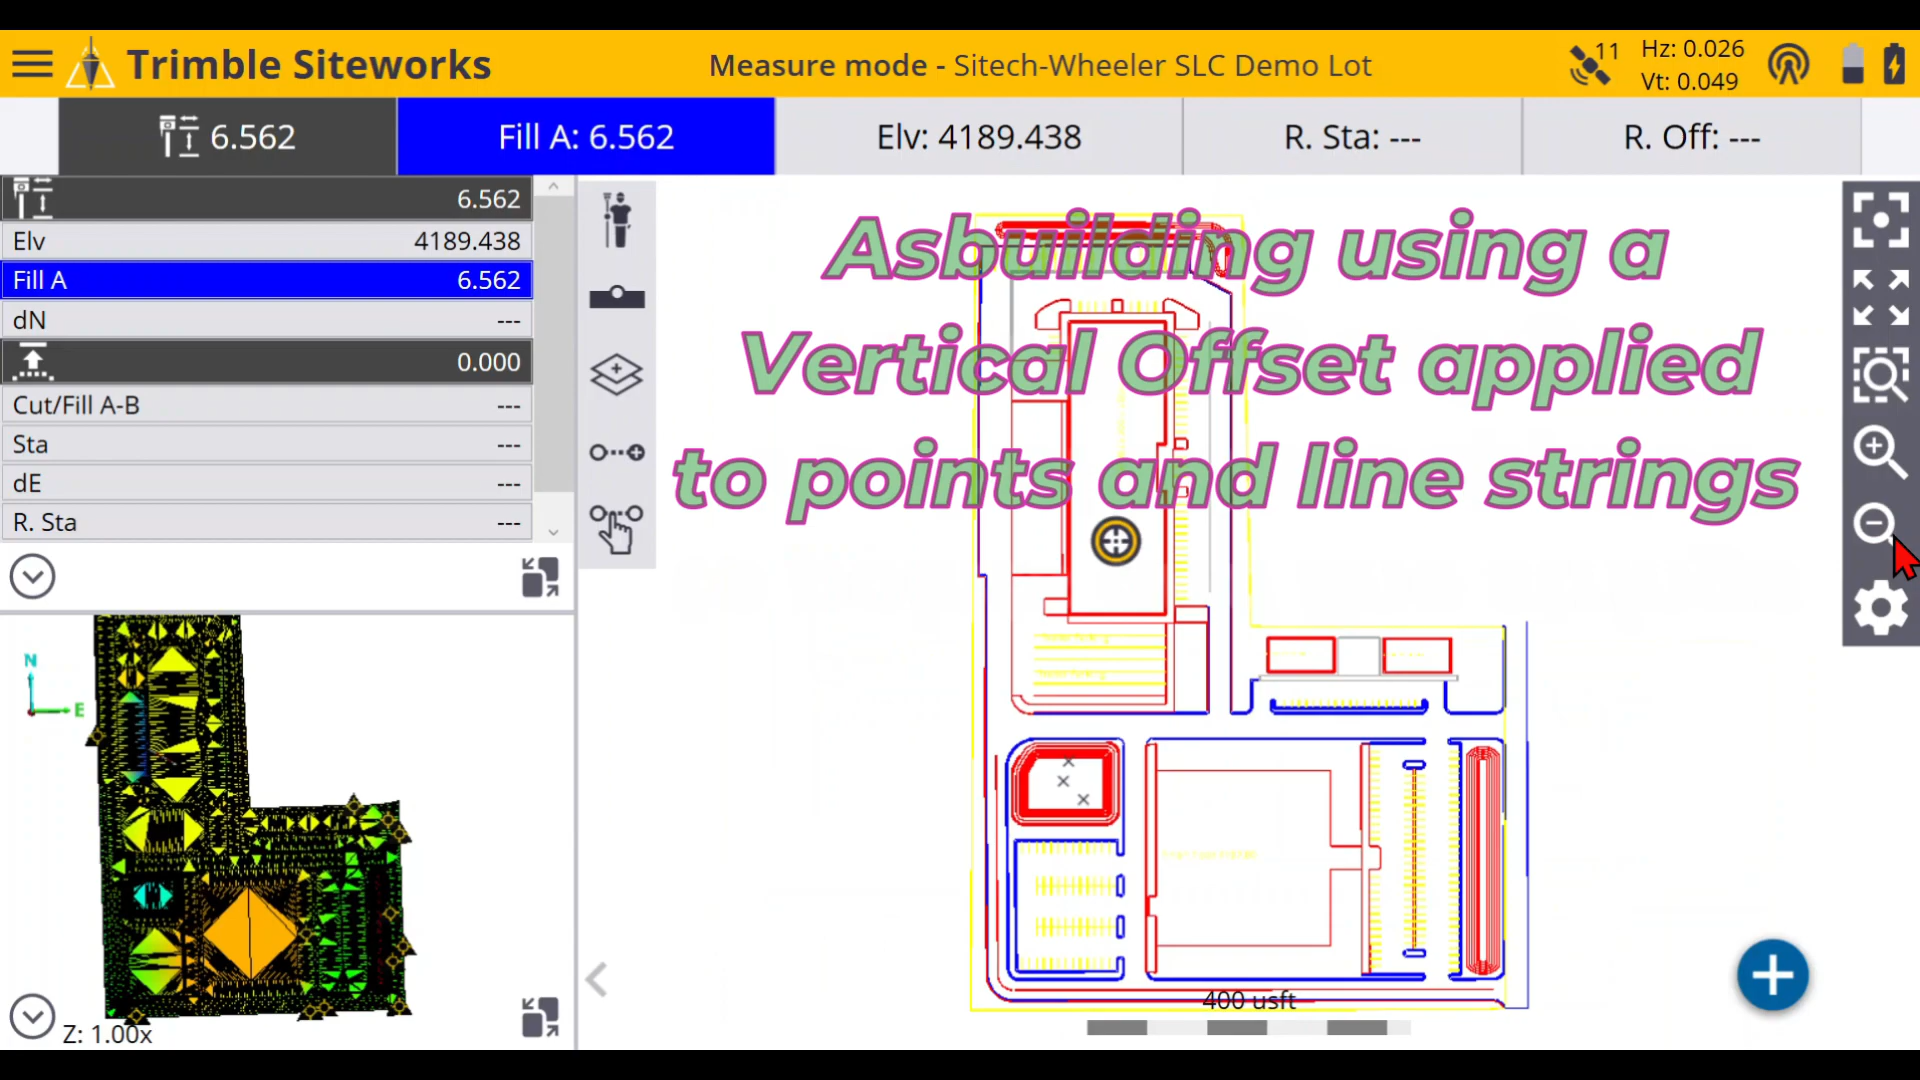 Trimble Siteworks
Measure mode - Sitech-Wheeler SLC Demo Lot
11
Hz: 0.026
Vt: 0.049
6.562
Fill A: 6.562
Elv: 4189.438
R. Sta: ---
R. Off: ---
6.562
Elv 4189.438
Fill A 6.562
dN ---
0.000
Cut/Fill A-B ---
Sta ---
dE ---
R. Sta ---
Asbuilding using a
Vertical Offset applied
to points and line strings
N
E
Z: 1.00x
400 usft